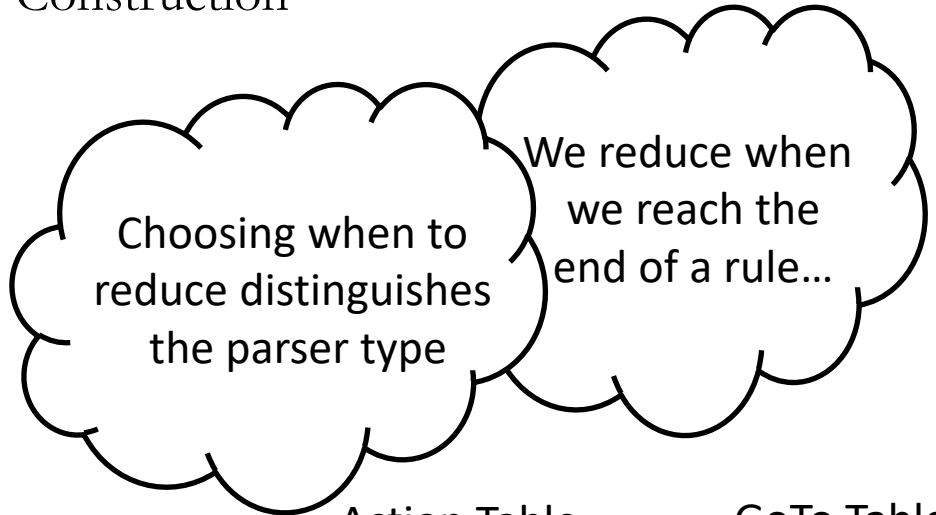 Construction
We reduce when
we reach the
end of a rule...
Choosing when to
reduce distinguishes
the parser type
Action Table
GoTo Table